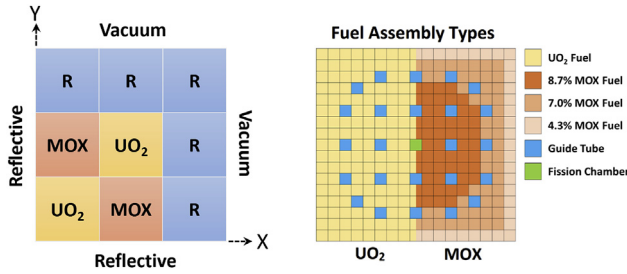 Y
Vacuum
R R R
MOX UO₂ R
UO₂ MOX R
Reflective
Vacuum
X
Reflective
Fuel Assembly Types
UO₂ Fuel
8.7% MOX Fuel
7.0% MOX Fuel
4.3% MOX Fuel
Guide Tube
Fission Chamber
UO₂ MOX